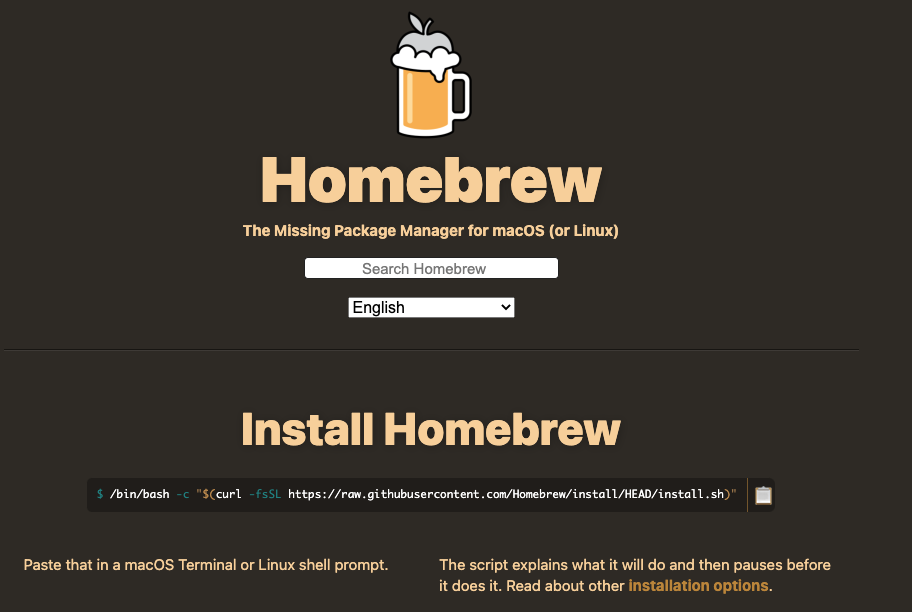 Homebrew
The Missing Package Manager for macOS (or Linux)
Search Homebrew
English
Install Homebrew
$ /bin/bash -c "$(curl -fsSL https://raw.githubusercontent.com/Homebrew/install/HEAD/install.sh)"
Paste that in a macOS Terminal or Linux shell prompt.
The script explains what it will do and then pauses before
it does it. Read about other installation options.